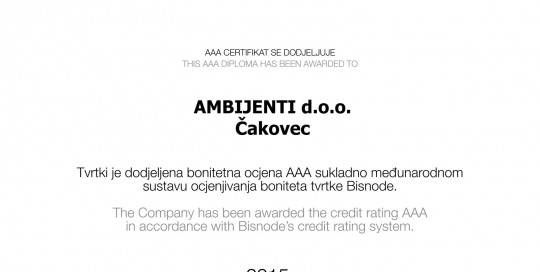 AAA CERTIFIKAT SE DODJELJUJE
THIS AAA DIPLOMA HAS BEEN AWARDED TO
AMBIJENTI d.o.o.
Čakovec
Tvrtki je dodjeljena bonitetna ocjena AAA sukladno međunarodnom
sustavu ocjenjivanja boniteta tvrtke Bisnode.
The Company has been awarded the credit rating AAA
in accordance with Bisnode's credit rating system.